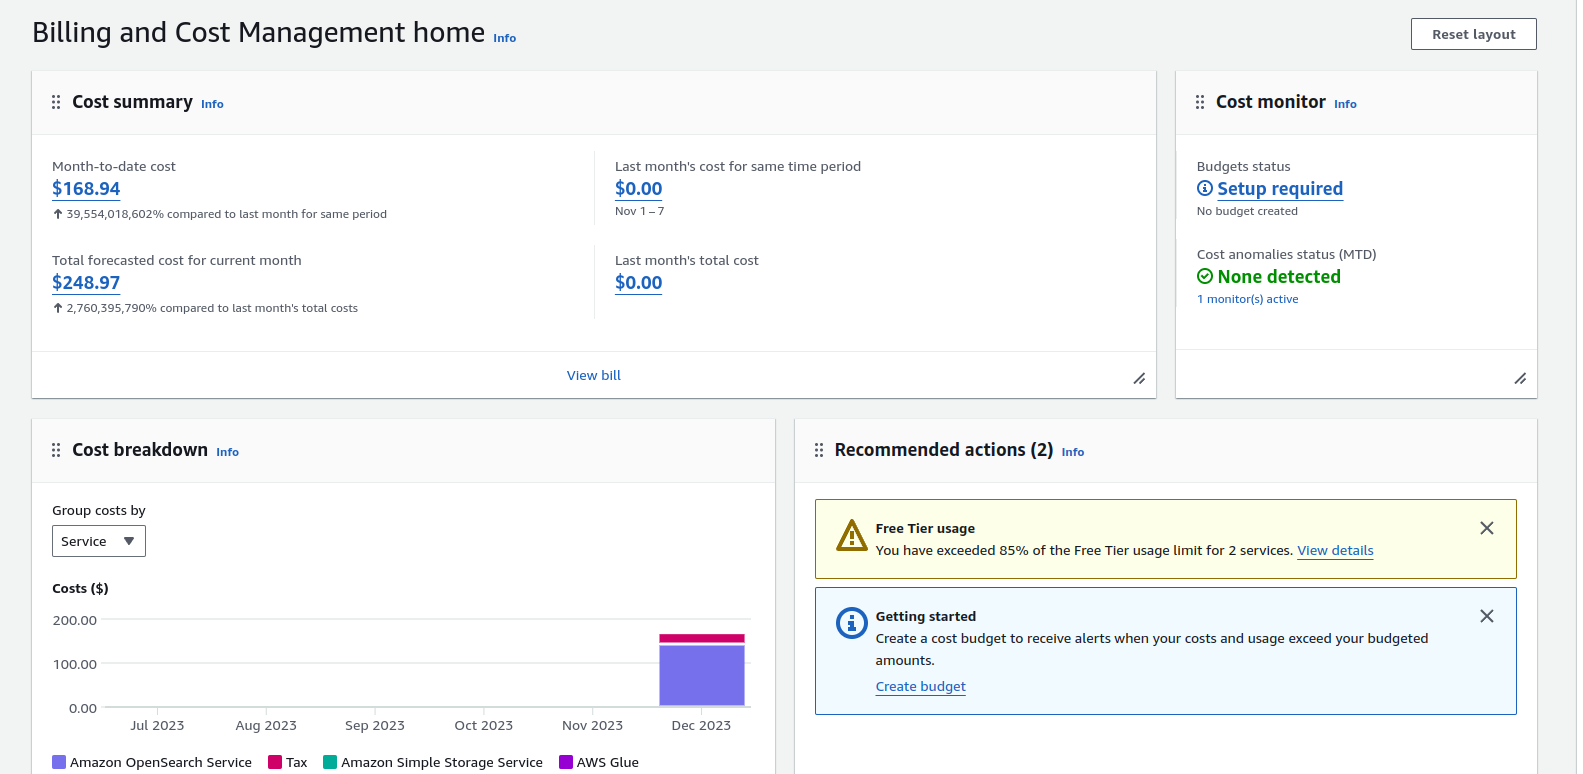 Billing and Cost Management home Info
Reset layout
Cost summary Info
Month-to-date cost
$168.94
↑ 39,554,018,602% compared to last month for same period
Last month's cost for same time period
$0.00
Nov 1 – 7
Total forecasted cost for current month
$248.97
↑ 2,760,395,790% compared to last month's total costs
Last month's total cost
$0.00
View bill
Cost monitor Info
Budgets status
Setup required
No budget created
Cost anomalies status (MTD)
None detected
1 monitor(s) active
Cost breakdown Info
Group costs by
Service
Costs ($)
200.00
100.00
0.00
Jul 2023 Aug 2023 Sep 2023 Oct 2023 Nov 2023 Dec 2023
Amazon OpenSearch Service Tax Amazon Simple Storage Service AWS Glue
Recommended actions (2) Info
Free Tier usage
You have exceeded 85% of the Free Tier usage limit for 2 services. View details
Getting started
Create a cost budget to receive alerts when your costs and usage exceed your budgeted
amounts.
Create budget